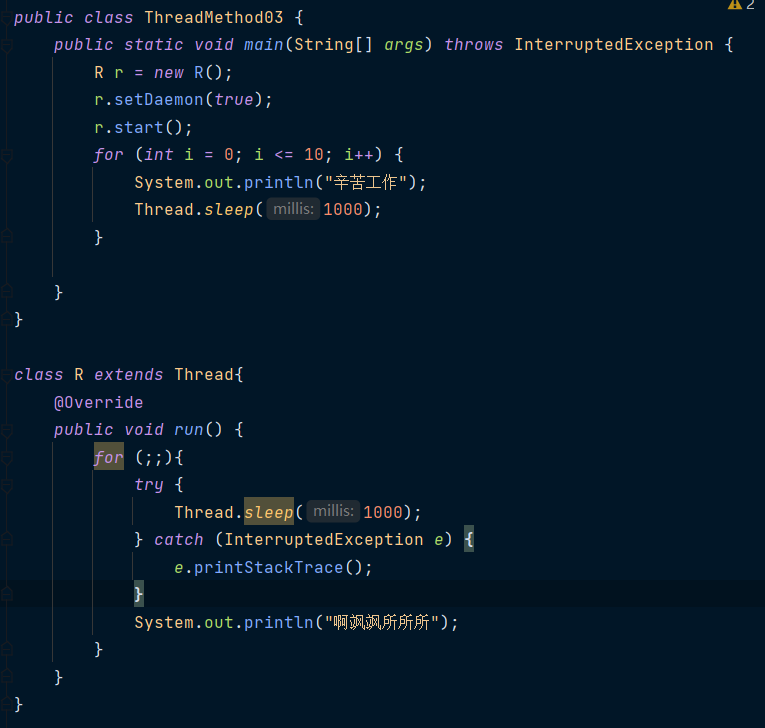 2
public class ThreadMethod03 {
    public static void main(String[] args) throws InterruptedException {
        R r = new R();
        r.setDaemon(true);
        r.start();
        for (int i = 0; i <= 10; i++) {
            System.out.println("辛苦工作");
            Thread.sleep( millis: 1000);
        }
    }
}
class R extends Thread{
    @Override
    public void run() {
        for (;;){
            try {
                Thread.sleep( millis: 1000);
            } catch (InterruptedException e) {
                e.printStackTrace();
            }
            System.out.println("啊飒飒所所所");
        }
    }
}